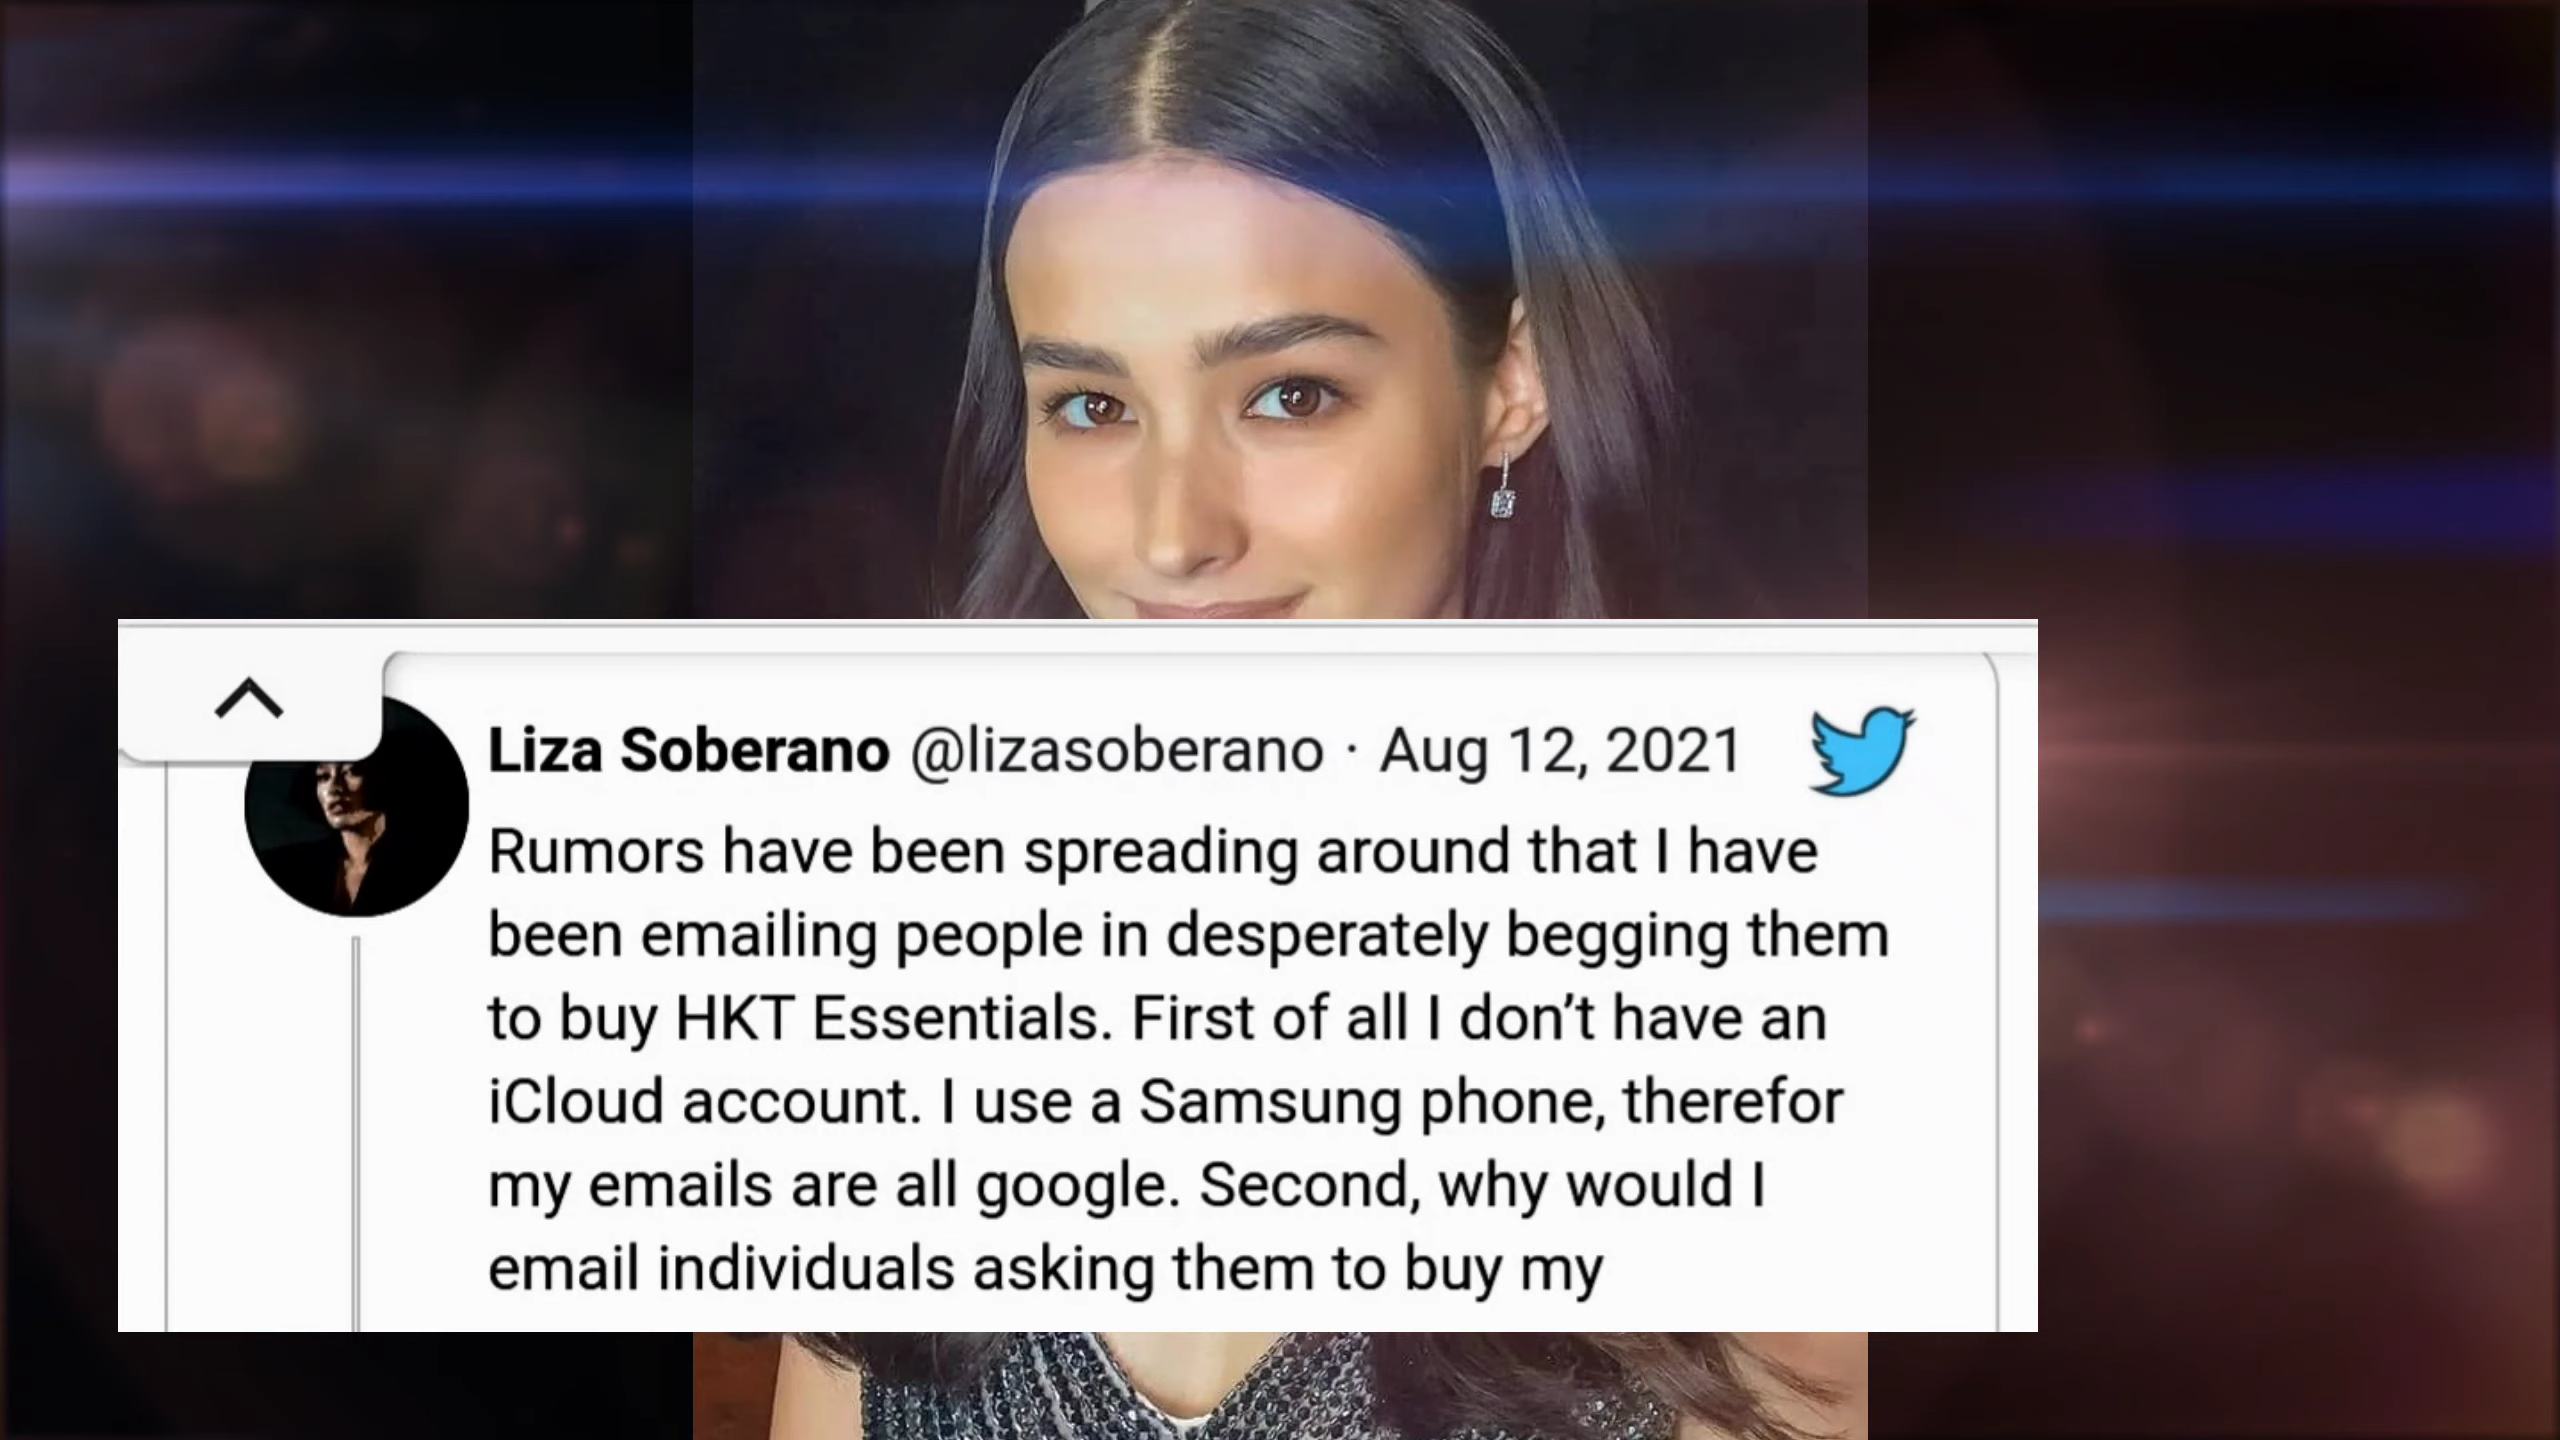 Liza Soberano @lizasoberano · Aug 12, 2021
Rumors have been spreading around that I have
been emailing people in desperately begging them
to buy HKT Essentials. First of all I don’t have an
iCloud account. I use a Samsung phone, therefor
my emails are all google. Second, why would I
email individuals asking them to buy my